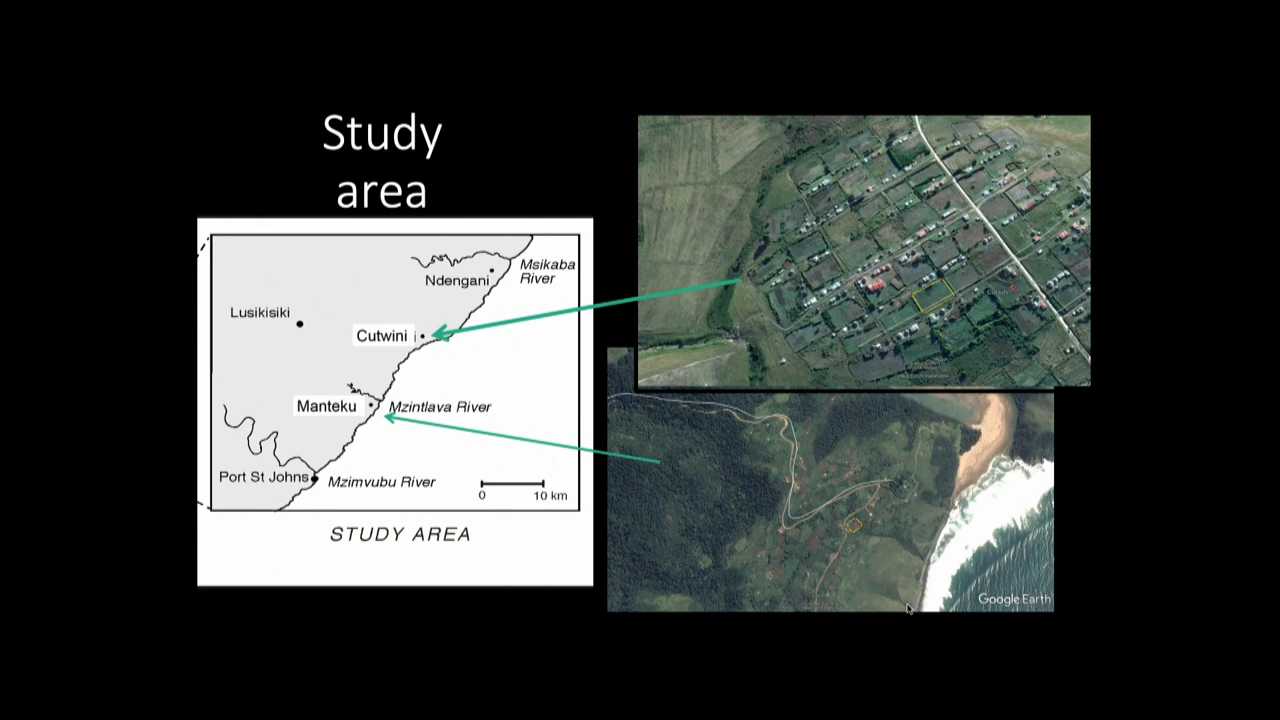 Study
area
Msikaba
River
Ndengani
Lusikisiki
Cutwini
Manteku
Mzintlava River
Port St Johns
Mzimvubu River
0
10 km
STUDY AREA
Cutwini
Google Earth